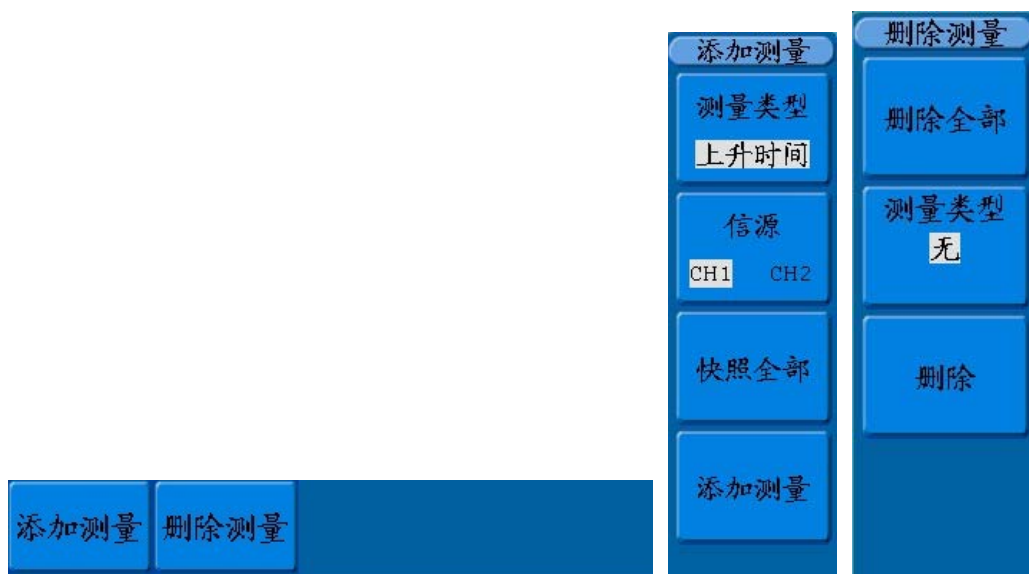 添加测量 删除测量
添加测量
测量类型
上升时间
信源
CH1 CH2
快照全部
添加测量
删除测量
删除全部
测量类型
无
删除